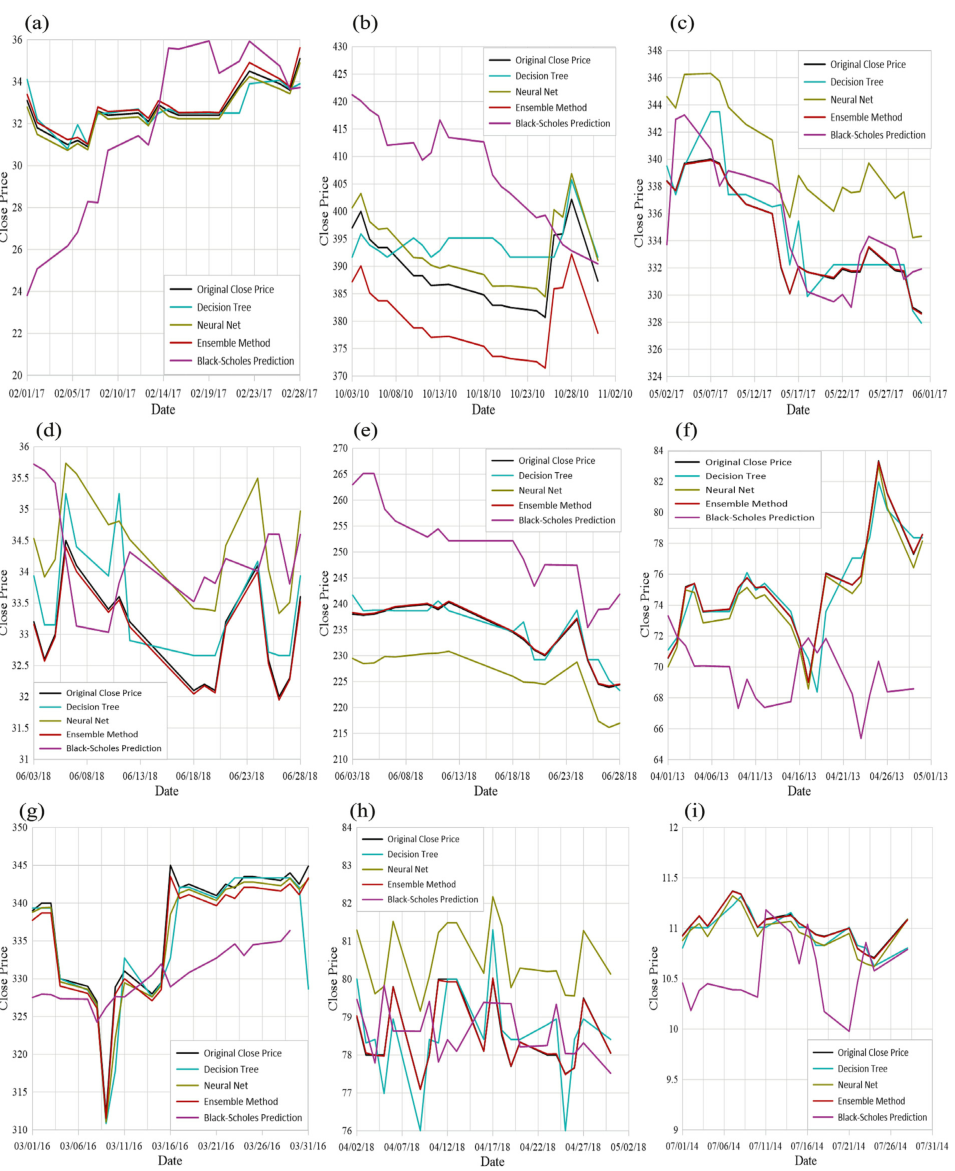 (a)
36
34
32
30
28
26
24
22
20
Close Price
Original Close Price
Decision Tree
Neural Net
Ensemble Method
Black-Scholes Prediction
02/01/17 02/05/17 02/10/17 02/14/17 02/19/17 02/23/17 02/28/17
Date
(b)
430
420
410
405
400
395
390
385
380
375
370
Close Price
Original Close Price
Decision Tree
Neural Net
Ensemble Method
Black-Scholes Prediction
10/03/10 10/08/10 10/13/10 10/18/10 10/23/10 10/28/10 11/02/10
Date
(c)
348
346
344
342
340
338
336
334
332
330
328
326
324
Close Price
Original Close Price
Decision Tree
Neural Net
Ensemble Method
Black-Scholes Prediction
05/02/17 05/07/17 05/12/17 05/17/17 05/22/17 05/27/17 06/01/17
Date
(d)
36
35.5
35
34.5
34
33.5
33
32.5
32
31
Close Price
Original Close Price
Decision Tree
Neural Net
Ensemble Method
Black-Scholes Prediction
06/03/18 06/08/18 06/13/18 06/18/18 06/23/18 06/28/18
Date
(e)
270
265
260
255
250
240
230
235
225
220
210
Close Price
Original Close Price
Decision Tree
Neural Net
Ensemble Method
Black-Scholes Prediction
06/03/18 06/08/18 06/13/18 06/18/18 06/23/18 06/28/18
Date
(f)
84
82
80
78
76
74
72
70
68
66
64
Close Price
Original Close Price
Decision Tree
Neural Net
Ensemble Method
Black-Scholes Prediction
04/01/13 04/06/13 04/11/13 04/16/13 04/21/13 04/26/13 05/01/13
Date
(g)
350
345
340
335
330
325
320
315
310
Close Price
Original Close Price
Decision Tree
Neural Net
Ensemble Method
Black-Scholes Prediction
03/01/16 03/06/16 03/11/16 03/16/16 03/21/16 03/26/16 03/31/16
Date
(h)
84
83
82
81
80
79
78
77
76
Close Price
Original Close Price
Decision Tree
Neural Net
Ensemble Method
Black-Scholes Prediction
04/02/18 04/07/18 04/12/18 04/17/18 04/22/18 04/27/18 05/02/18
Date
(i)
12
11.5
11
10.5
10
9.5
9
Close Price
Original Close Price
Decision Tree
Neural Net
Ensemble Method
Black-Scholes Prediction
07/01/14 07/06/14 07/11/14 07/16/14 07/21/14 07/26/14 07/31/14
Date